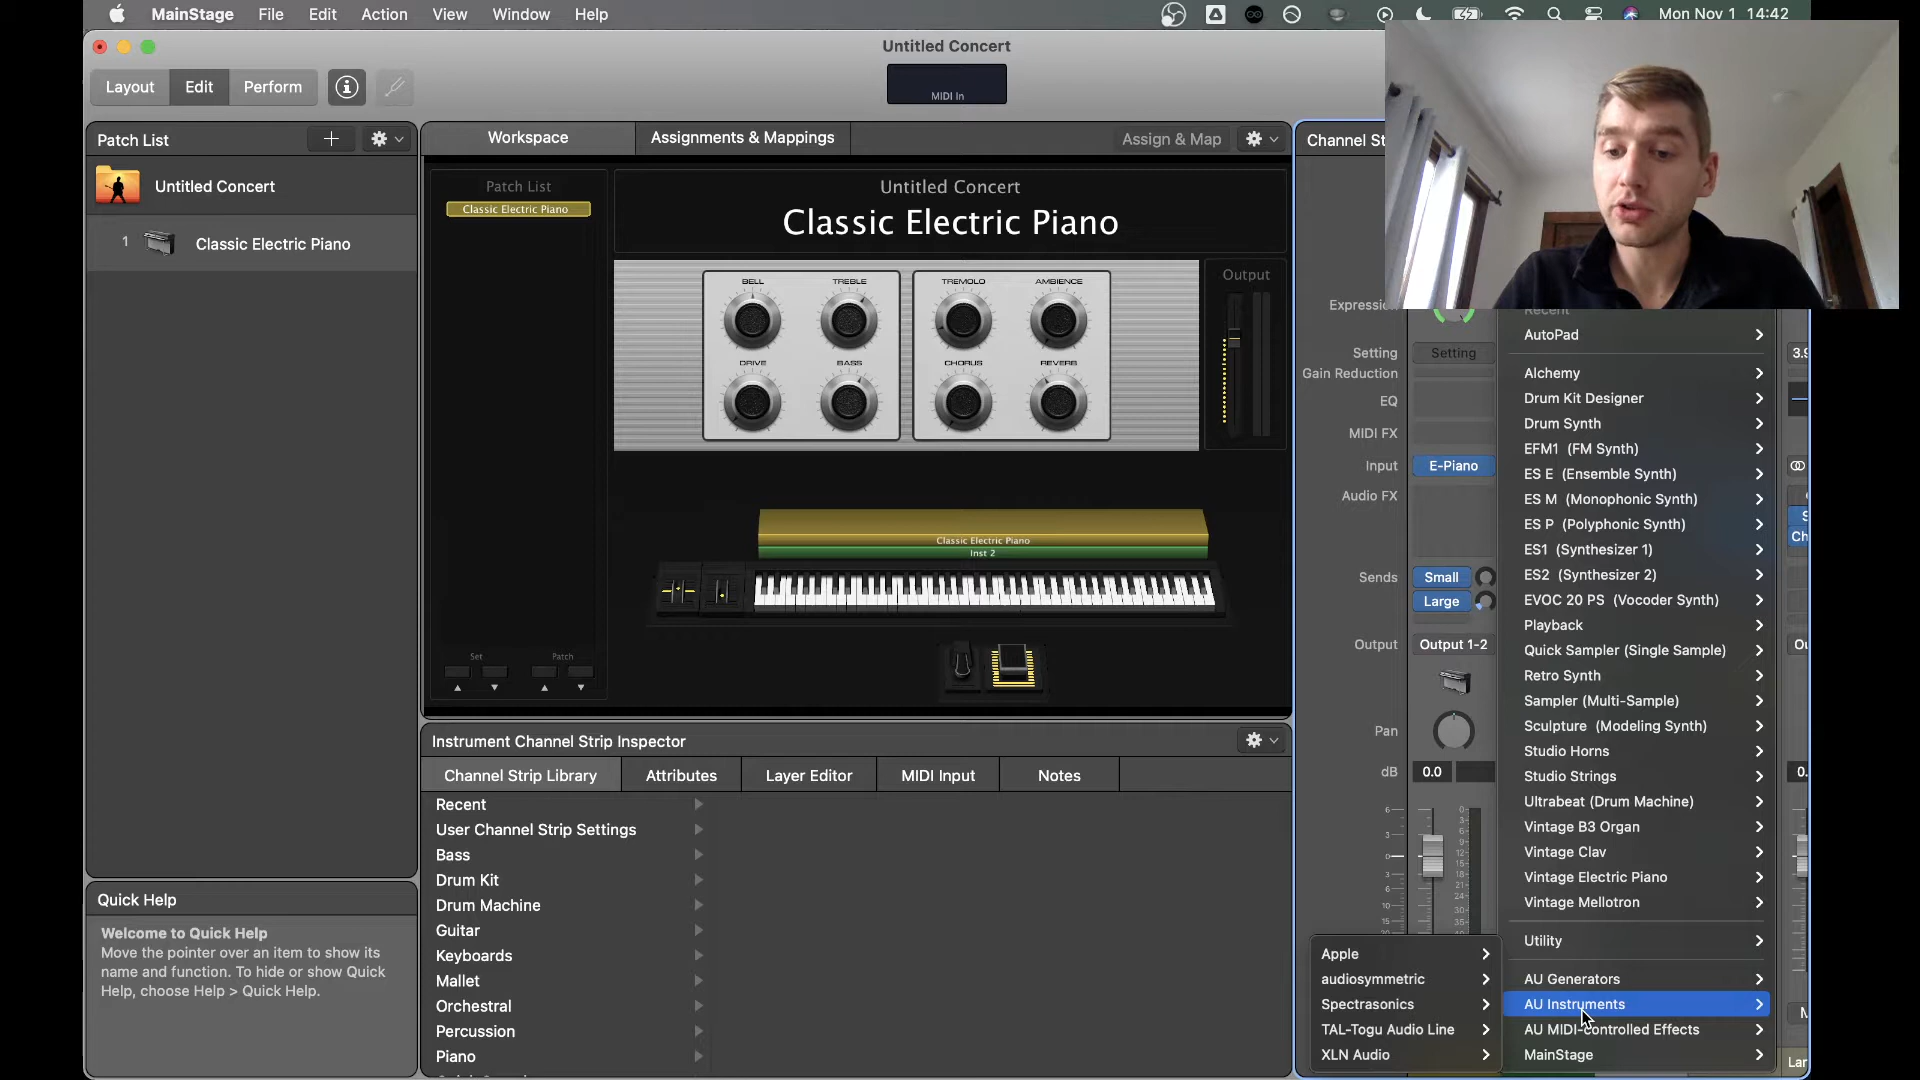 MainStage File Edit Action View Window Help
Mon Nov 1 14:42
Untitled Concert
MIDI In
Layout Edit Perform
Patch List
Workspace Assignments & Mappings Assign & Map
Untitled Concert
1 Classic Electric Piano
Patch List
Classic Electric Piano
Untitled Concert
Classic Electric Piano
BELL TREBLE TREMOLO AMBIENCE
DRIVE BASS CHORUS REVERB
Output
Classic Electric Piano
Inst 2
Set Patch
Quick Help
Welcome to Quick Help
Move the pointer over an item to show its
name and function. To hide or show Quick
Help, choose Help > Quick Help.
Instrument Channel Strip Inspector
Channel Strip Library Attributes Layer Editor MIDI Input Notes
Recent
User Channel Strip Settings
Bass
Drum Kit
Drum Machine
Guitar
Keyboards
Mallet
Orchestral
Percussion
Piano
Channel St
Expressi
Setting Setting
Gain Reduction
EQ
MIDI FX
Input E-Piano
Audio FX
Sends Small
Large
Output Output 1-2
Pan
dB 0.0
Recent
AutoPad
Alchemy
Drum Kit Designer
Drum Synth
EFM1 (FM Synth)
ES E (Ensemble Synth)
ES M (Monophonic Synth)
ES P (Polyphonic Synth)
ES1 (Synthesizer 1)
ES2 (Synthesizer 2)
EVOC 20 PS (Vocoder Synth)
Playback
Quick Sampler (Single Sample)
Retro Synth
Sampler (Multi-Sample)
Sculpture (Modeling Synth)
Studio Horns
Studio Strings
Ultrabeat (Drum Machine)
Vintage B3 Organ
Vintage Clav
Vintage Electric Piano
Vintage Mellotron
Utility
AU Generators
AU Instruments
AU MIDI-controlled Effects
MainStage
Apple
audiosymmetric
Spectrasonics
TAL-Togu Audio Line
XLN Audio